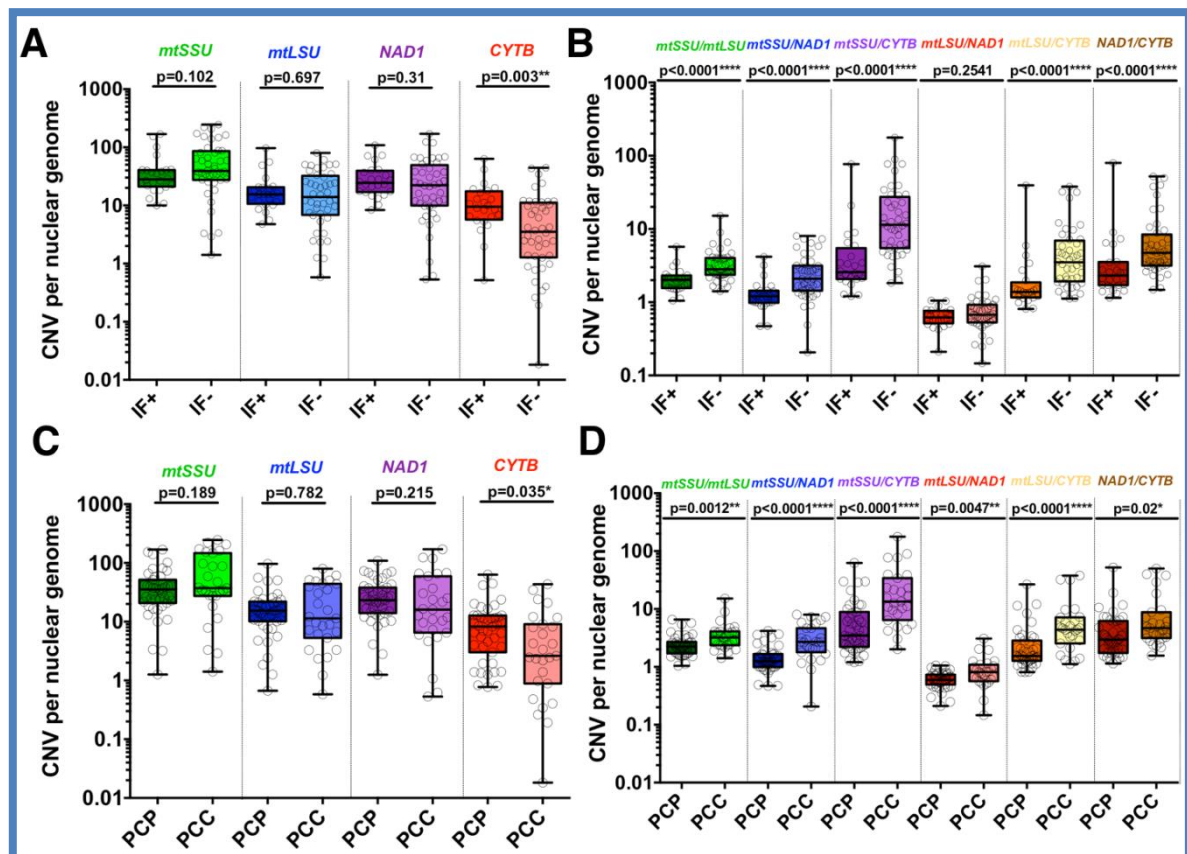 A
mtSSU mtLSU NAD1 CYTB
p=0.102 p=0.697 p=0.31 p=0.003**
CNV per nuclear genome
1000
100
10
1
0.1
0.01
IF+ IF- IF+ IF- IF+ IF- IF+ IF-
B
mtSSU/mtLSU mtSSU/NAD1 mtSSU/CYTB mtLSU/NAD1 mtLSU/CYTB NAD1/CYTB
p<0.0001**** p<0.0001**** p<0.0001**** p=0.2541 p<0.0001**** p<0.0001****
CNV per nuclear genome
1000
100
10
1
0.1
IF+ IF- IF+ IF- IF+ IF- IF+ IF- IF+ IF- IF+ IF-
C
mtSSU mtLSU NAD1 CYTB
p=0.189 p=0.782 p=0.215 p=0.035*
CNV per nuclear genome
1000
100
10
1
0.1
0.01
PCP PCC PCP PCC PCP PCC PCP PCC
D
mtSSU/mtLSU mtSSU/NAD1 mtSSU/CYTB mtLSU/NAD1 mtLSU/CYTB NAD1/CYTB
p=0.0012** p<0.0001**** p<0.0001**** p=0.0047** p<0.0001**** p=0.02*
CNV per nuclear genome
1000
100
10
1
0.1
0.01
PCP PCC PCP PCC PCP PCC PCP PCC PCP PCC PCP PCC